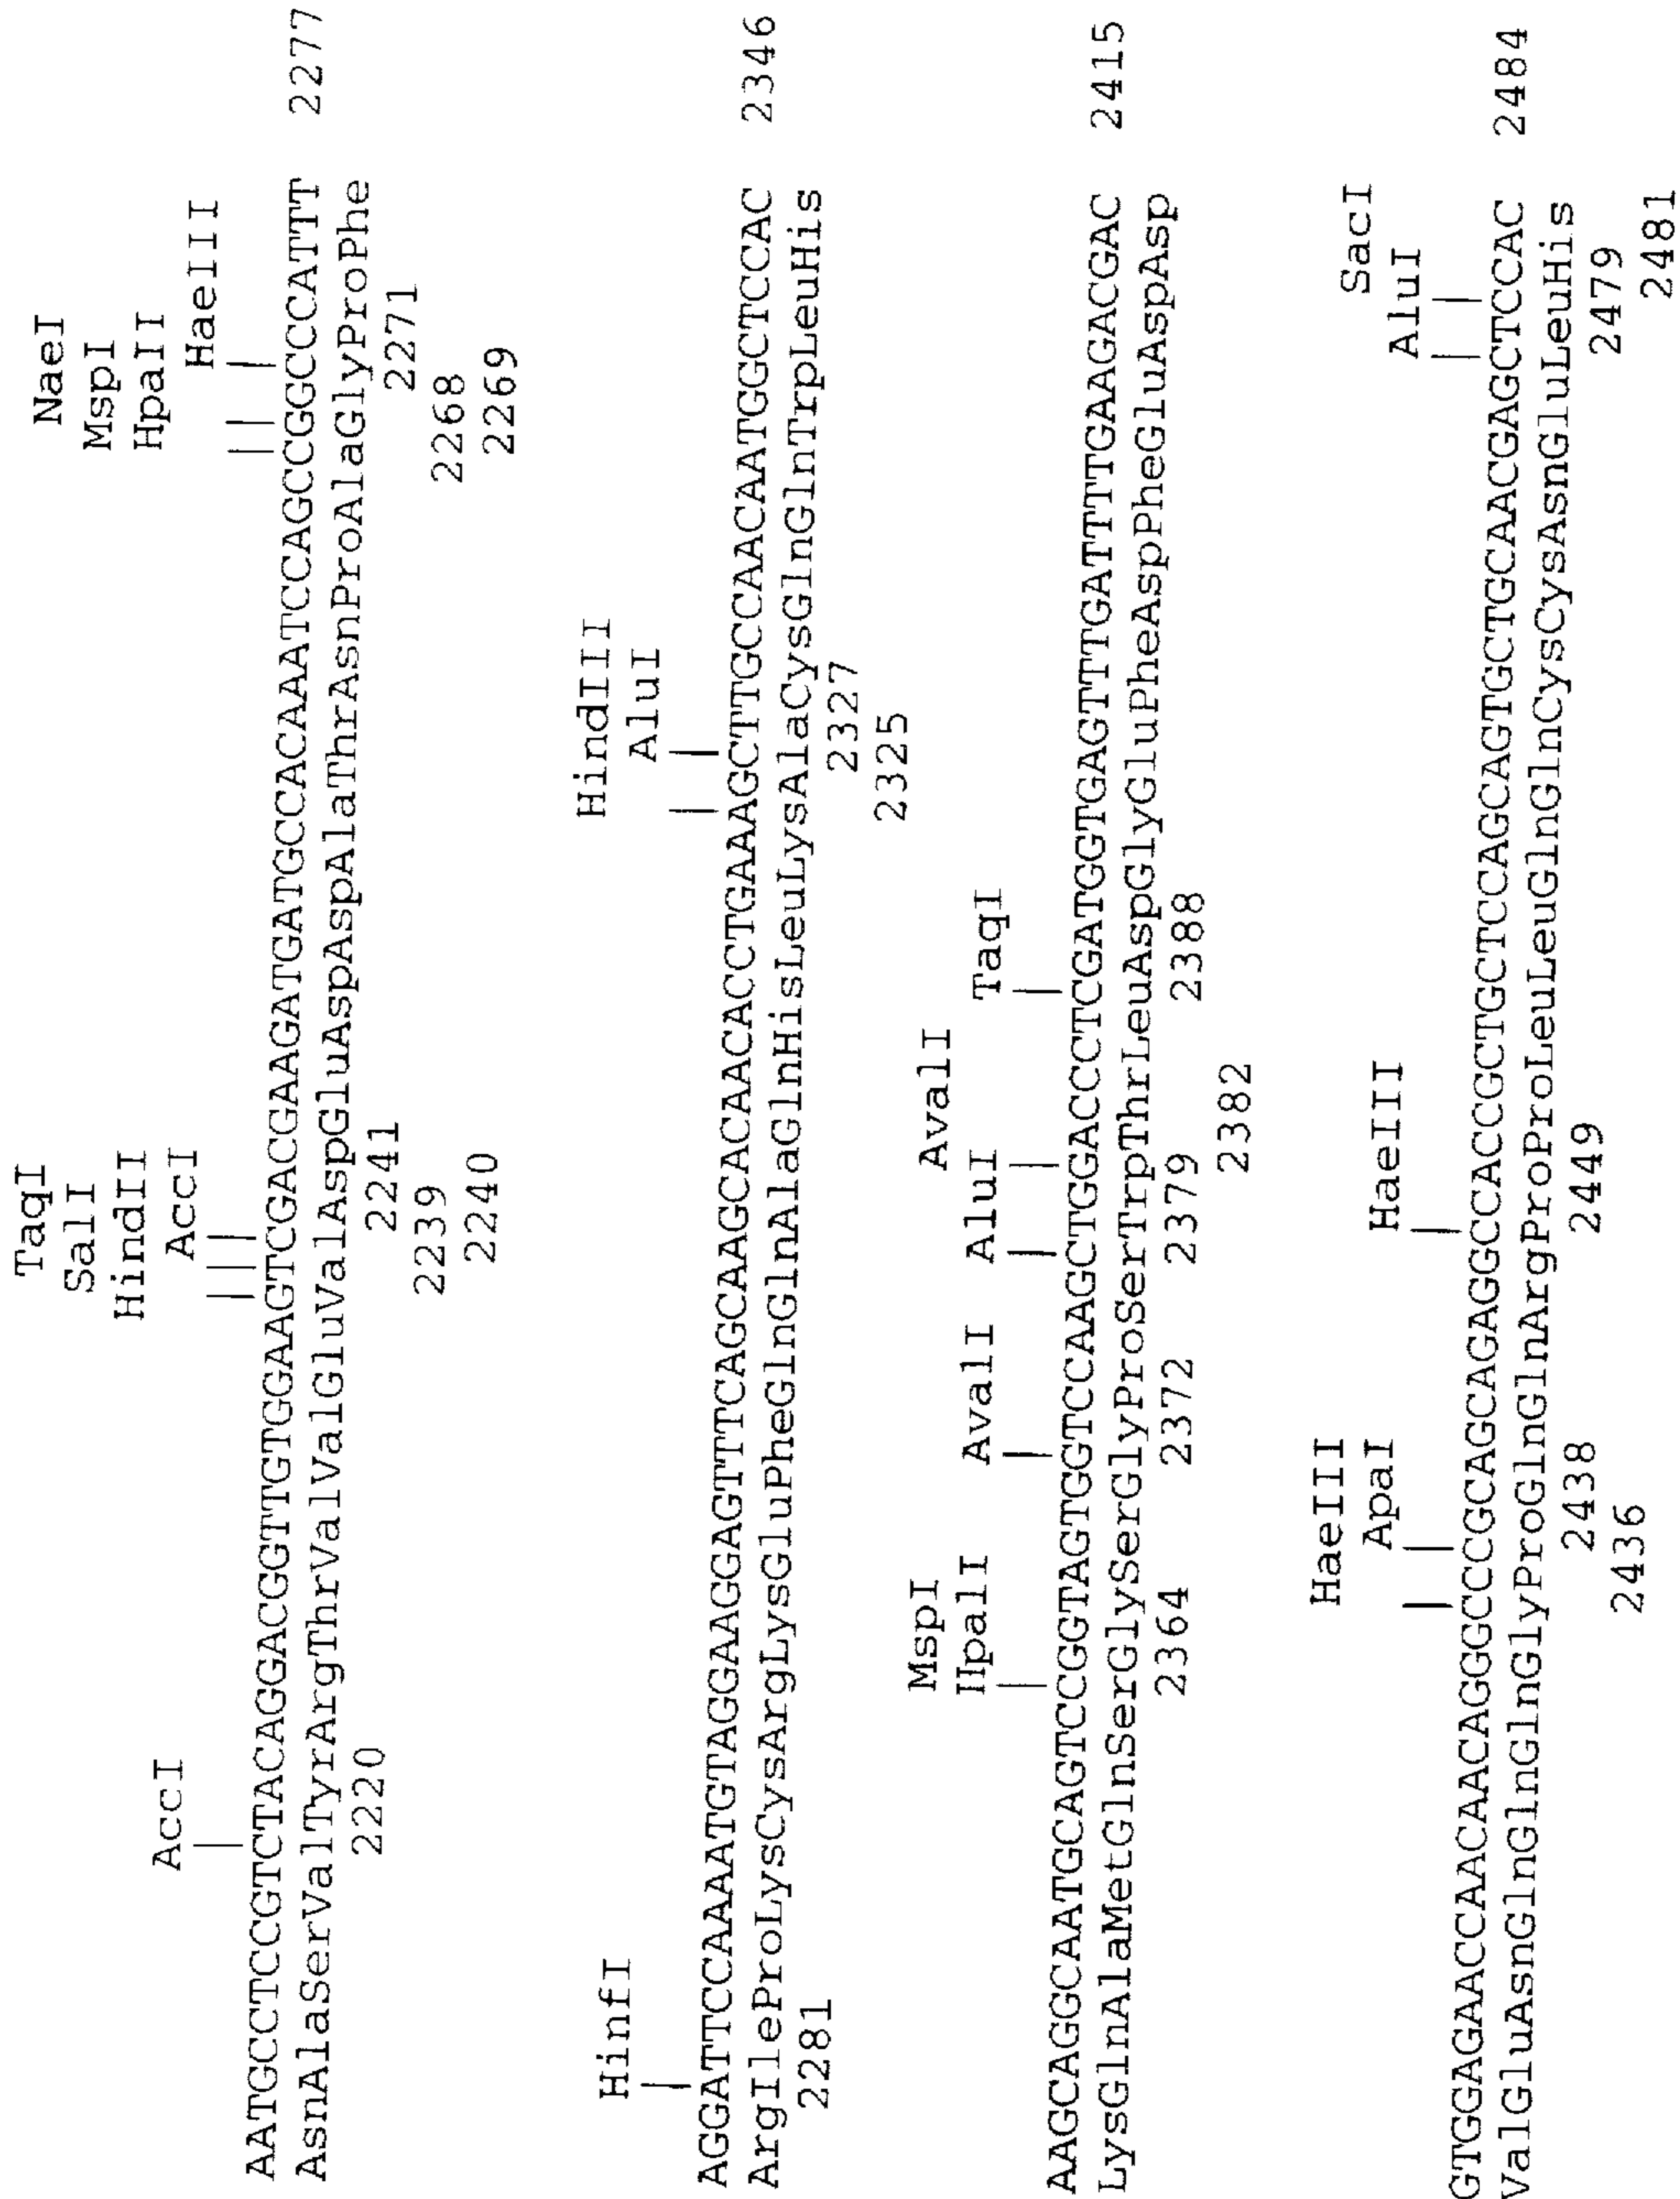 NaeI
TaqI MspI
SalI HpaII
HindII
AccI AccI HaeIII
AATGCCTCCGTCTACAGGACGGTTGTGGAAGTCGACGAAGATGATGCCACAAATCCAGCCGGCCCATTT 2277
AsnAlaSerValTyrArgThrValValGluValAspGluAspAspAlaThrAsnProAlaGlyProPhe
2220 2241 2271
2239 2268
2240 2269
HindIII
HinfI AluI
AGGATTCCAAAATGTAGGAAGGAGTTTCAGCAAGCACAACACCTGAAAGCTTGCCAACAATGGCTCCAC 2346
ArgIleProLysCysArgLysGluPheGlnGlnAlaGlnHisLeuLysAlaCysGlnGlnTrpLeuHis
2281 2327
2325
MspI AvaII
HpaII AvaII AluI TaqI
AAGCAGGCAATGCAGTCCGGTAGTGGTCCAAGCTGGACCCTCGATGGTGAGTTTGATTTTGAAGACGAC 2415
LysGlnAlaMetGlnSerGlySerGlyProSerTrpThrLeuAspGlyGluPheAspPheGluAspAsp
2364 2372 2379 2388
2382
HaeIII SacI
ApaI HaeIII AluI
GTGGAGAACCAACAACAGGGCCCGCAGCAGAGGCCACCGCTGCTCCAGCAGTGCTGCAACGAGCTCCAC 2484
ValGluAsnGlnGlnGlnGlyProGlnGlnArgProProLeuLeuGlnGlnCysCysAsnGluLeuHis
2438 2449 2479
2436 2481